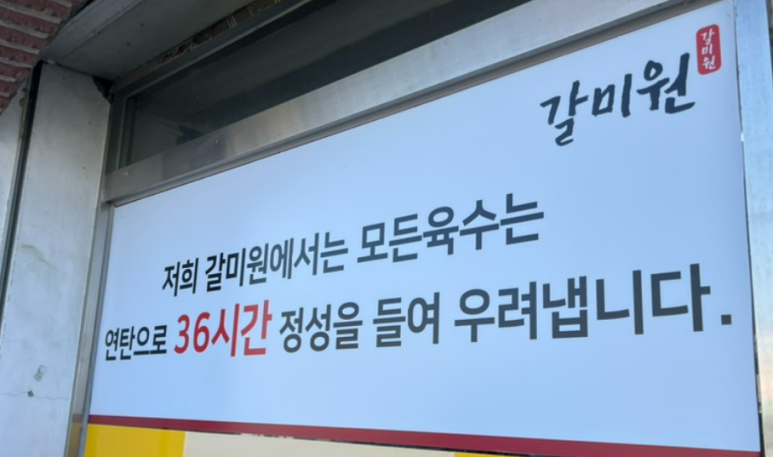 갈미원
갈미원
저희 갈미원에서는 모든육수는
연탄으로 36시간 정성을 들여 우려냅니다.